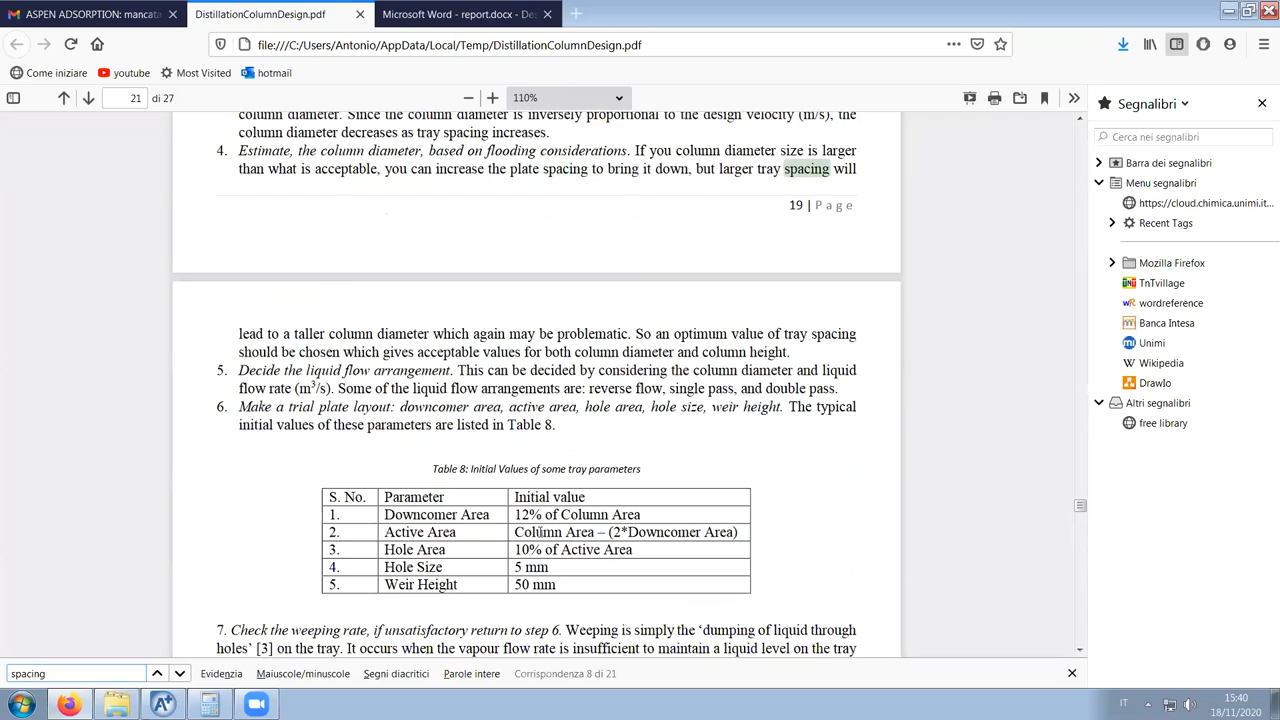 ASPEN ADSORPTION: mancata
DistillationColumnDesign.pdf
Microsoft Word - report.docx - De
file:///C:/Users/Antonio/AppData/Local/Temp/DistillationColumnDesign.pdf
Come iniziare youtube Most Visited hotmail
21 di 27
110%
Segnalibri
Cerca nei segnalibri
Barra dei segnalibri
Menu segnalibri
https://cloud.chimica.unimi.it...
Recent Tags
Mozilla Firefox
TnTvillage
wordreference
Banca Intesa
Unimi
Wikipedia
DrawIo
Altri segnalibri
free library
column diameter. Since the column diameter is inversely proportional to the design velocity (m/s), the
column diameter decreases as tray spacing increases.
4. Estimate, the column diameter, based on flooding considerations. If you column diameter size is larger
than what is acceptable, you can increase the plate spacing to bring it down, but larger tray spacing will
19 | Page
lead to a taller column diameter which again may be problematic. So an optimum value of tray spacing
should be chosen which gives acceptable values for both column diameter and column height.
5. Decide the liquid flow arrangement. This can be decided by considering the column diameter and liquid
flow rate (m³/s). Some of the liquid flow arrangements are: reverse flow, single pass, and double pass.
6. Make a trial plate layout: downcomer area, active area, hole area, hole size, weir height. The typical
initial values of these parameters are listed in Table 8.
Table 8: Initial Values of some tray parameters
S. No. Parameter Initial value
1. Downcomer Area 12% of Column Area
2. Active Area Column Area – (2*Downcomer Area)
3. Hole Area 10% of Active Area
4. Hole Size 5 mm
5. Weir Height 50 mm
7. Check the weeping rate, if unsatisfactory return to step 6. Weeping is simply the ‘dumping of liquid through
holes’ [3] on the tray. It occurs when the vapour flow rate is insufficient to maintain a liquid level on the tray
spacing
Evidenzia Maiuscole/minuscole Segni diacritici Parole intere Corrispondenza 8 di 21
IT
15:40
18/11/2020